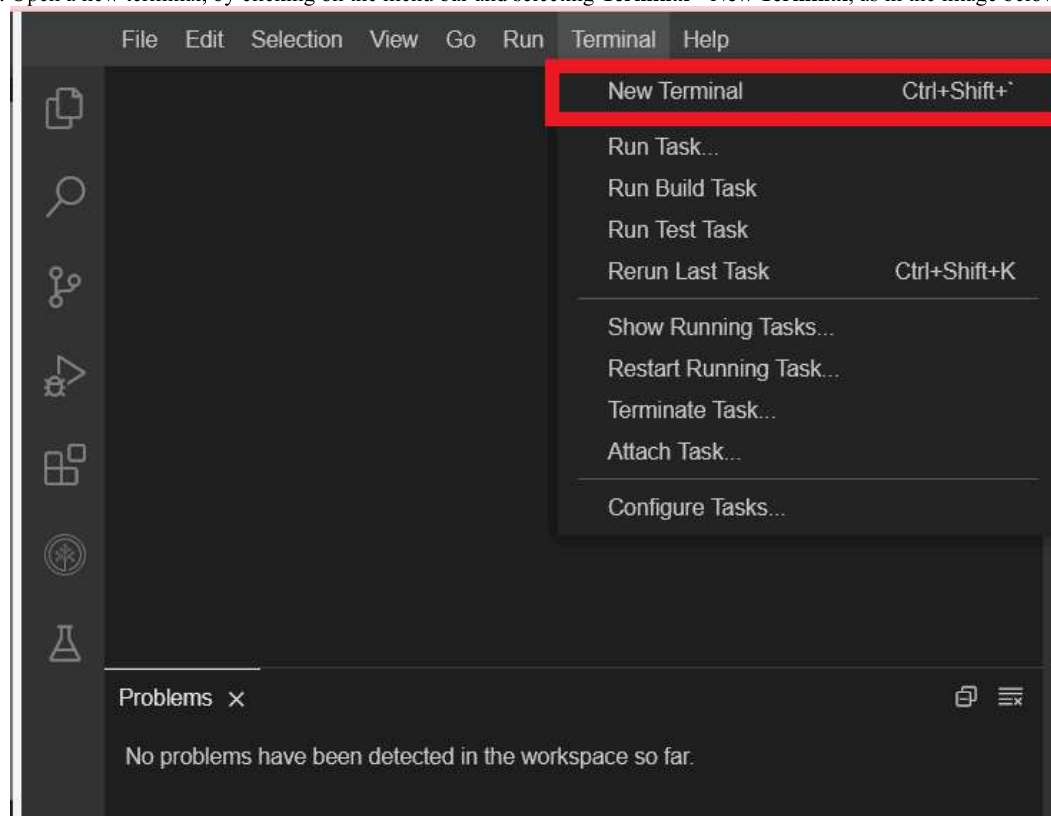 . Open a new terminal, by clicking on the menu bar and selecting Terminal->New Terminal, as in the image below
File Edit Selection View Go Run Terminal Help
New Terminal Ctrl+Shift+`
Run Task...
Run Build Task
Run Test Task
Rerun Last Task Ctrl+Shift+K
Show Running Tasks...
Restart Running Task...
Terminate Task...
Attach Task...
Configure Tasks...
Problems ×
No problems have been detected in the workspace so far.